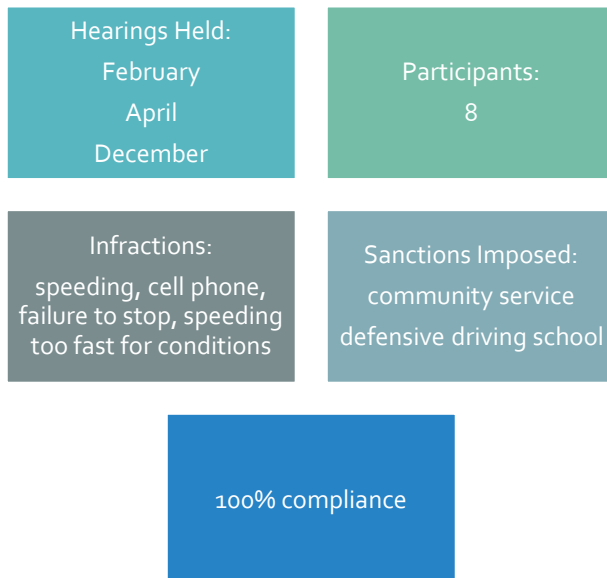 Hearings Held:
February
April
December
Participants:
8
Infractions:
speeding, cell phone,
failure to stop, speeding
too fast for conditions
Sanctions Imposed:
community service
defensive driving school
100% compliance